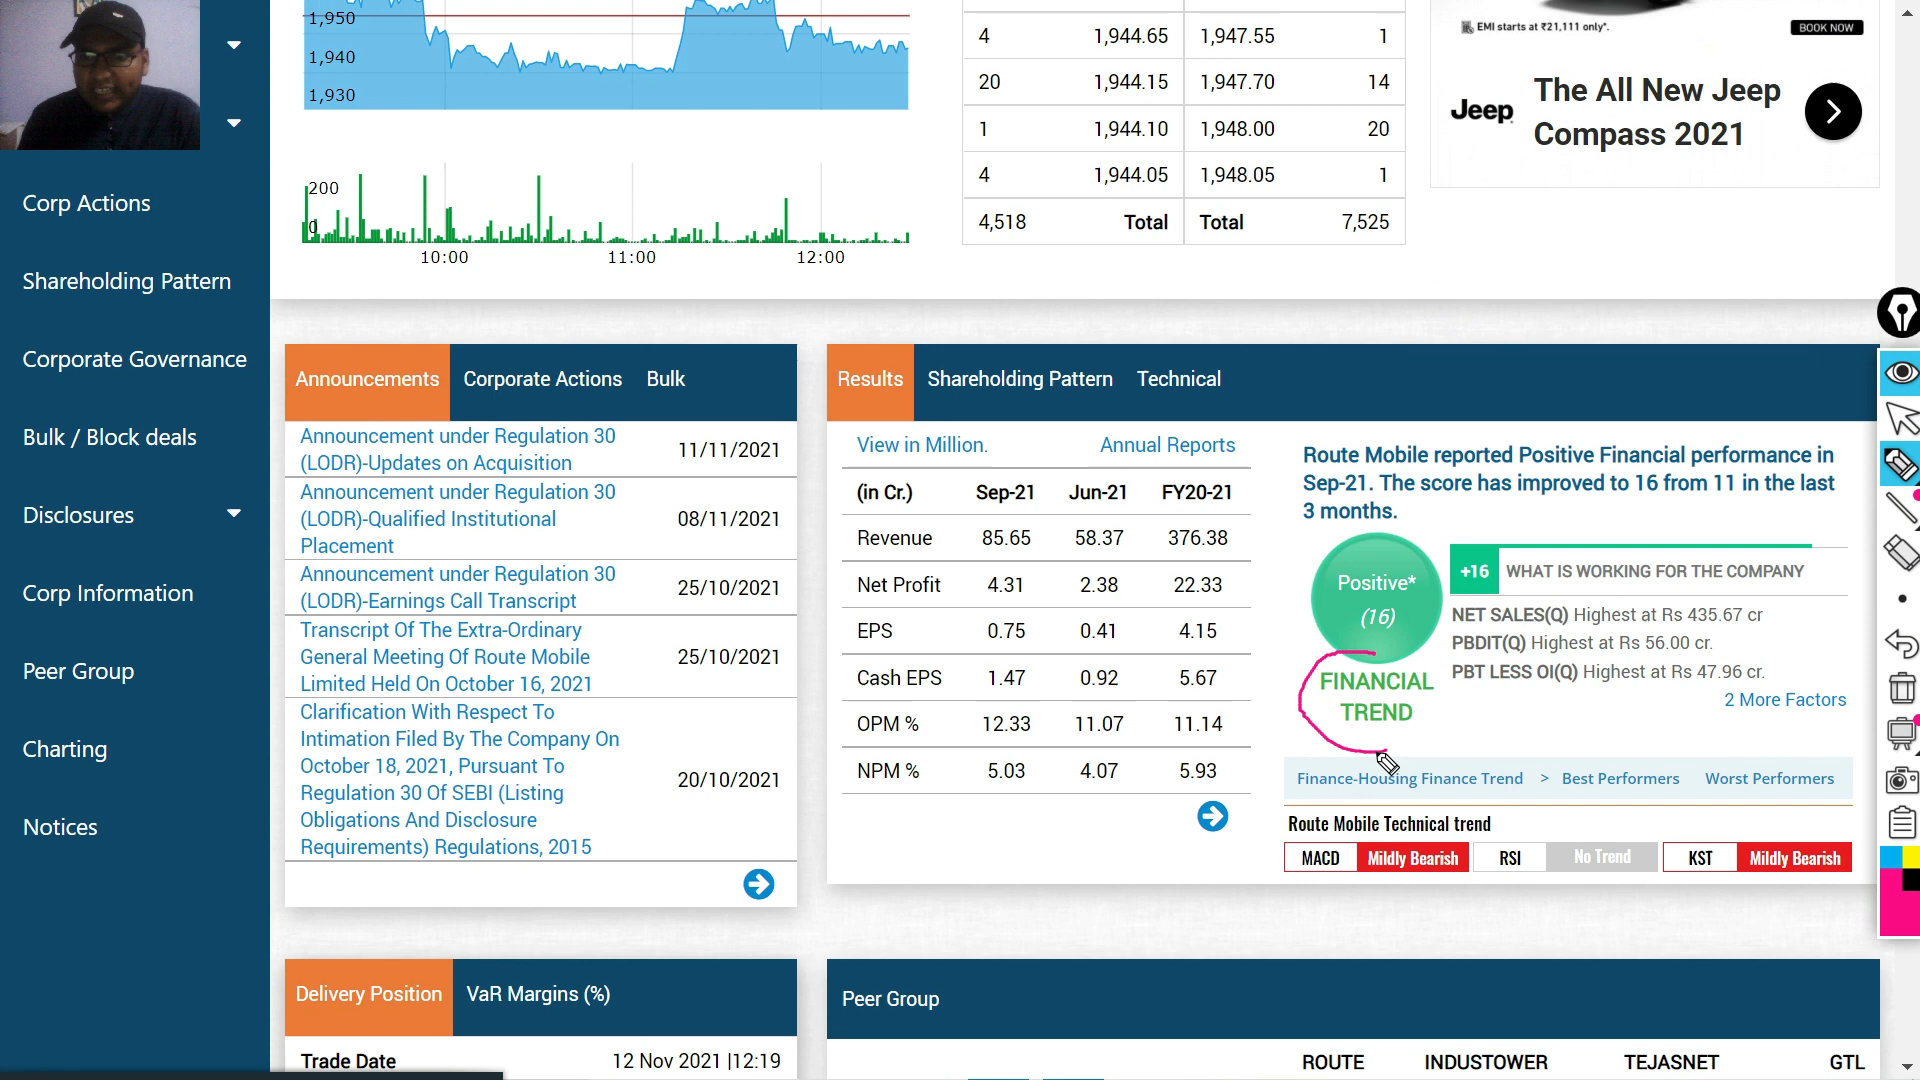 1,950
1,940
1,930
200
0
10:00 11:00 12:00
4 1,944.65 1,947.55 1
20 1,944.15 1,947.70 14
1 1,944.10 1,948.00 20
4 1,944.05 1,948.05 1
4,518 Total Total 7,525
EMI starts at ₹21,111 only*.
BOOK NOW
Jeep
The All New Jeep
Compass 2021
Corp Actions
Shareholding Pattern
Corporate Governance
Bulk / Block deals
Disclosures
Corp Information
Peer Group
Charting
Notices
Announcements Corporate Actions Bulk
Announcement under Regulation 30
(LODR)-Updates on Acquisition
11/11/2021
Announcement under Regulation 30
(LODR)-Qualified Institutional
Placement
08/11/2021
Announcement under Regulation 30
(LODR)-Earnings Call Transcript
25/10/2021
Transcript Of The Extra-Ordinary
General Meeting Of Route Mobile
Limited Held On October 16, 2021
25/10/2021
Clarification With Respect To
Intimation Filed By The Company On
October 18, 2021, Pursuant To
Regulation 30 Of SEBI (Listing
Obligations And Disclosure
Requirements) Regulations, 2015
20/10/2021
Results Shareholding Pattern Technical
View in Million. Annual Reports
(in Cr.) Sep-21 Jun-21 FY20-21
Revenue 85.65 58.37 376.38
Net Profit 4.31 2.38 22.33
EPS 0.75 0.41 4.15
Cash EPS 1.47 0.92 5.67
OPM % 12.33 11.07 11.14
NPM % 5.03 4.07 5.93
Route Mobile reported Positive Financial performance in
Sep-21. The score has improved to 16 from 11 in the last
3 months.
Positive*
(16)
FINANCIAL
TREND
+16 WHAT IS WORKING FOR THE COMPANY
NET SALES(Q) Highest at Rs 435.67 cr
PBDIT(Q) Highest at Rs 56.00 cr.
PBT LESS OI(Q) Highest at Rs 47.96 cr.
2 More Factors
Finance-Housing Finance Trend > Best Performers Worst Performers
Route Mobile Technical trend
MACD Mildly Bearish RSI No Trend KST Mildly Bearish
Delivery Position VaR Margins (%)
Trade Date 12 Nov 2021 |12:19
Peer Group
ROUTE INDUSTOWER TEJASNET GTL